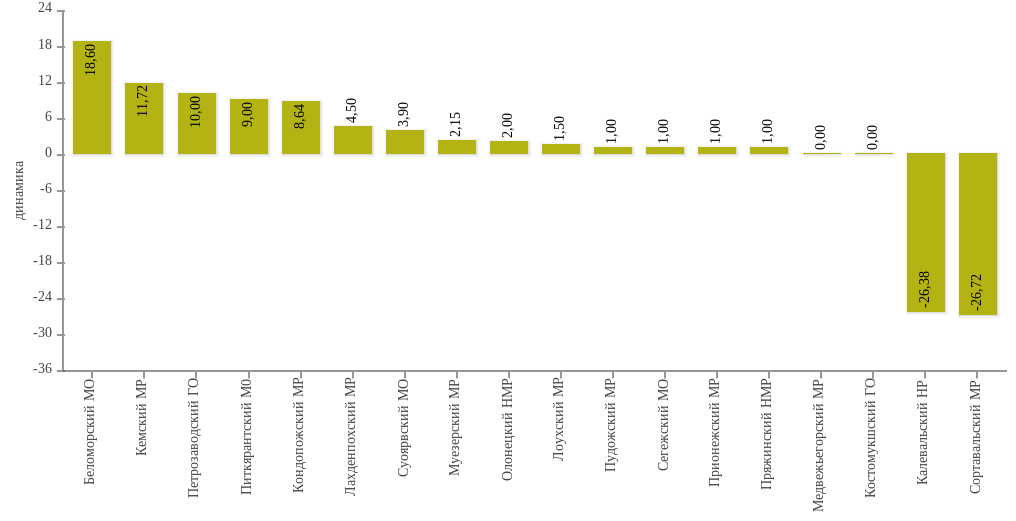 24
18
12
6
0
-6
-12
-18
-24
-30
-36
динамика
18,60
11,72
10,00
9,00
8,64
4,50
3,90
2,15
2,00
1,50
1,00
1,00
1,00
1,00
0,00
0,00
-26,38
-26,72
Беломорский МО
Кемский МР
Петрозаводский ГО
Питкярантский М0
Кондопожский МР
Лахденпохский МР
Суоярвский МО
Муезерский МР
Олонецкий НМР
Лоухский МР
Пудожский МР
Сегежский МО
Прионежский МР
Пряжинский НМР
Медвежьегорский МР
Костомукшский ГО
Калевальский НР
Сортавальский МР